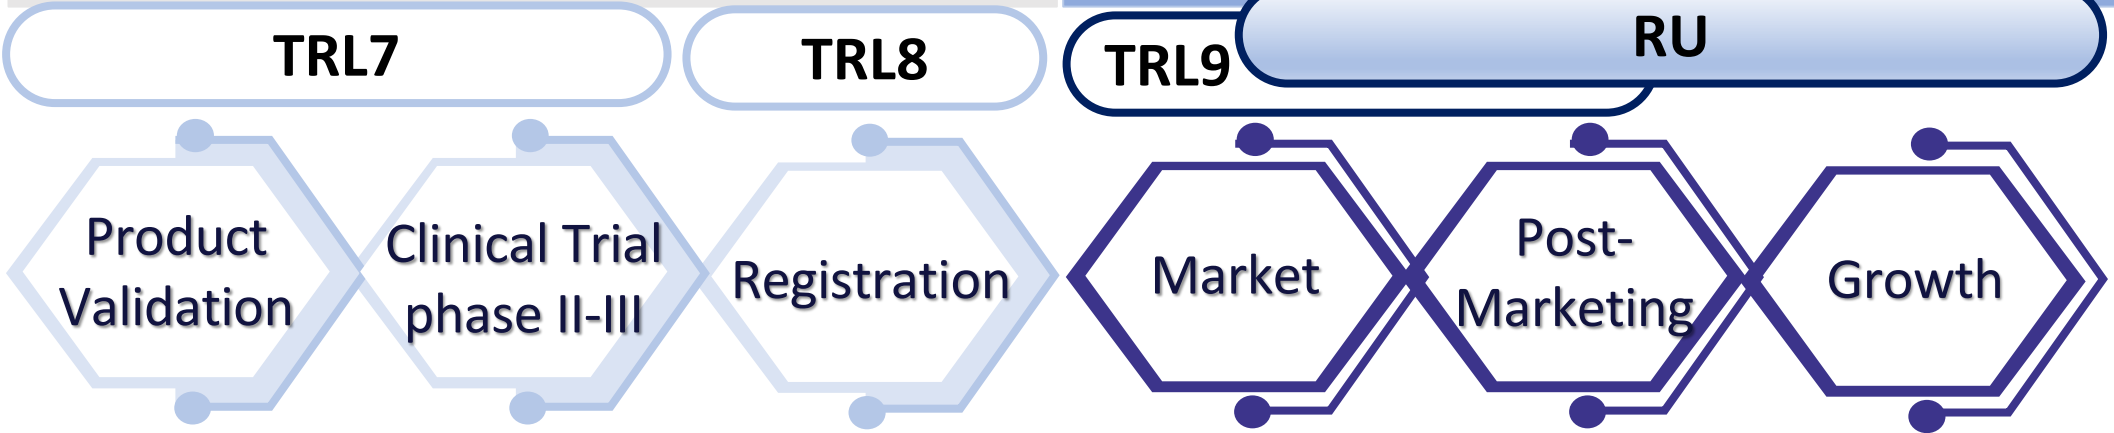 TRL7
TRL8
TRL9
RU
Product
Validation
Clinical Trial
phase II-III
Registration
Market
Post-
Marketing
Growth